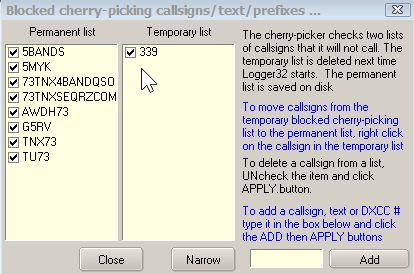 Blocked cherry-picking callsigns/text/prefixes ...
Permanent list
Temporary list
5BANDS
5MYK
73TNX4BANDQSO
73TNXSEQRZCOM
AWDH73
G5RV
TNX73
TU73
339
The cherry-picker checks two lists
of callsigns that it will not call. The
temporary list is deleted next time
Logger32 starts. The permanent
list is saved on disk
To move callsigns from the
temporary blocked cherry-picking
list to the permanent list, right click
on the callsign in the temporary list
To delete a callsign from a list,
UNcheck the item and click
APPLY.button.
To add a callsign, text or DXCC #
type it in the box below and click
the ADD then APPLY buttons
Close
Narrow
Add